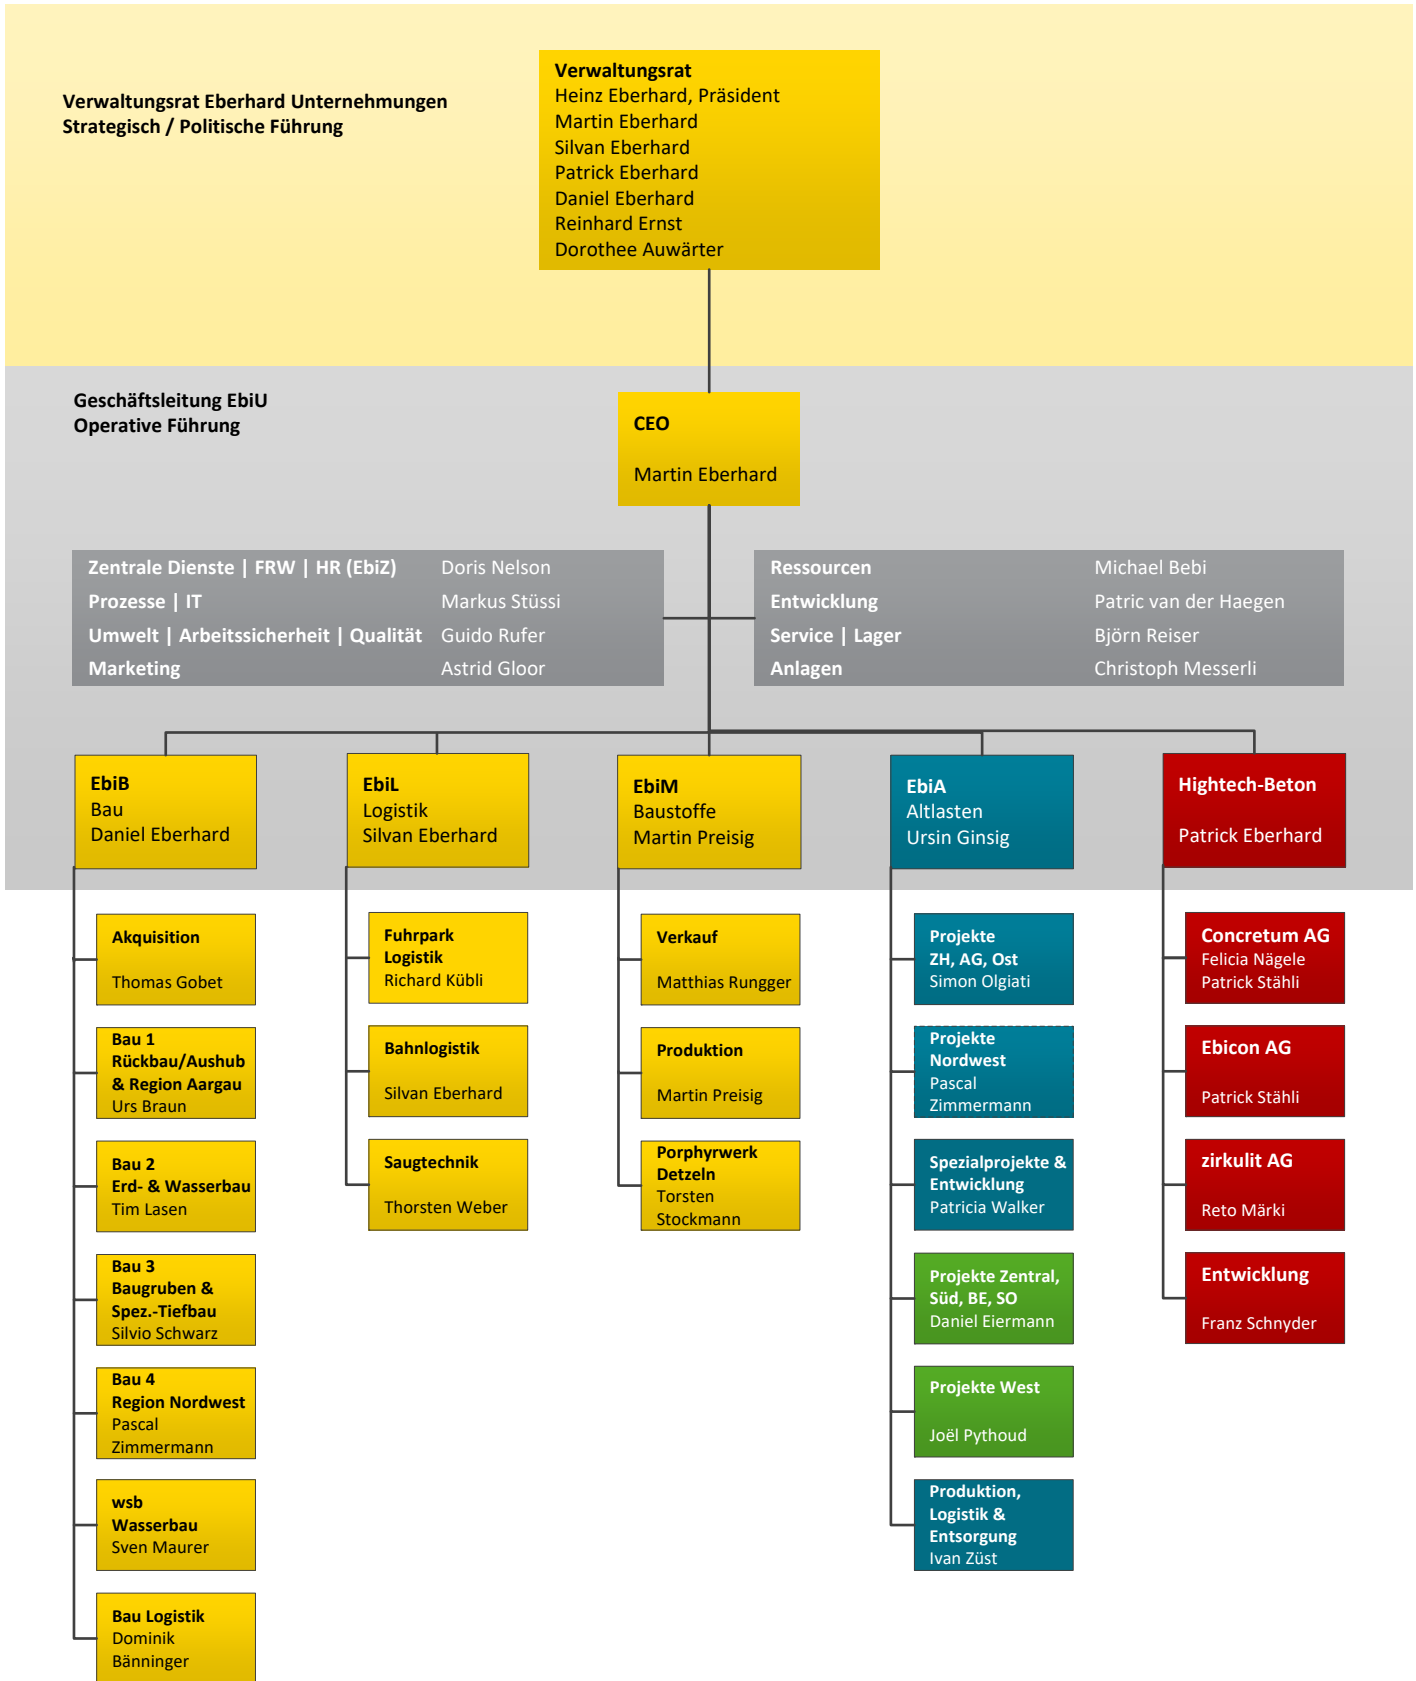 Verwaltungsrat Eberhard Unternehmungen
Strategisch / Politische Führung
Verwaltungsrat
Heinz Eberhard, Präsident
Martin Eberhard
Silvan Eberhard
Patrick Eberhard
Daniel Eberhard
Reinhard Ernst
Dorothee Auwärter
Geschäftsleitung EbiU
Operative Führung
CEO
Martin Eberhard
Zentrale Dienste | FRW | HR (EbiZ) Doris Nelson
Prozesse | IT Markus Stüssi
Umwelt | Arbeitssicherheit | Qualität Guido Rufer
Marketing Astrid Gloor
Ressourcen Michael Bebi
Entwicklung Patric van der Haegen
Service | Lager Björn Reiser
Anlagen Christoph Messerli
EbiB
Bau
Daniel Eberhard
EbiL
Logistik
Silvan Eberhard
EbiM
Baustoffe
Martin Preisig
EbiA
Altlasten
Ursin Ginsig
Hightech-Beton
Patrick Eberhard
Akquisition
Thomas Gobet
Bau 1
Rückbau/Aushub
& Region Aargau
Urs Braun
Bau 2
Erd- & Wasserbau
Tim Lasen
Bau 3
Baugruben &
Spez.-Tiefbau
Silvio Schwarz
Bau 4
Region Nordwest
Pascal
Zimmermann
wsb
Wasserbau
Sven Maurer
Bau Logistik
Dominik
Bänninger
Fuhrpark
Logistik
Richard Kübli
Bahnlogistik
Silvan Eberhard
Saugtechnik
Thorsten Weber
Verkauf
Matthias Rungger
Produktion
Martin Preisig
Porphyrwerk
Detzeln
Torsten
Stockmann
Projekte
ZH, AG, Ost
Simon Olgiati
Projekte
Nordwest
Pascal
Zimmermann
Spezialprojekte &
Entwicklung
Patricia Walker
Projekte Zentral,
Süd, BE, SO
Daniel Eiermann
Projekte West
Joël Pythoud
Produktion,
Logistik &
Entsorgung
Ivan Züst
Concretum AG
Felicia Nägele
Patrick Stähli
Ebicon AG
Patrick Stähli
zirkulit AG
Reto Märki
Entwicklung
Franz Schnyder